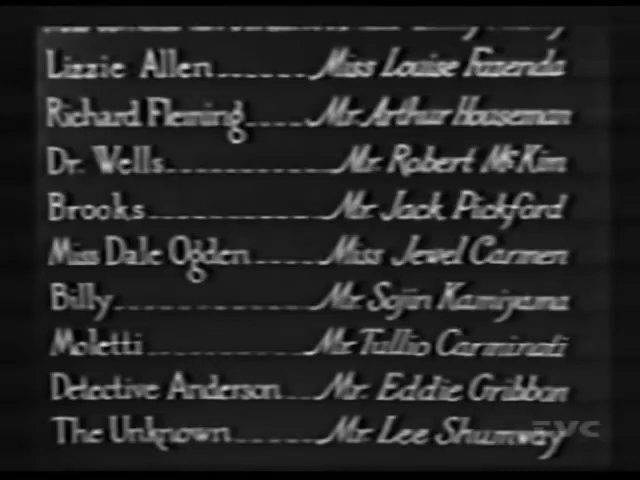 Lizzie Allen Miss Louise Fazenda
Richard Fleming Mr. Arthur Houseman
Dr. Wells Mr. Robert McKim
Brooks Mr. Jack Pickford
Miss Dale Ogden Miss Jewel Carmen
Billy Mr. Sojin Kamiyama
Moletti Mr. Tullio Carminati
Detective Anderson Mr. Eddie Gribbon
The Unknown Mr. Lee Shumway